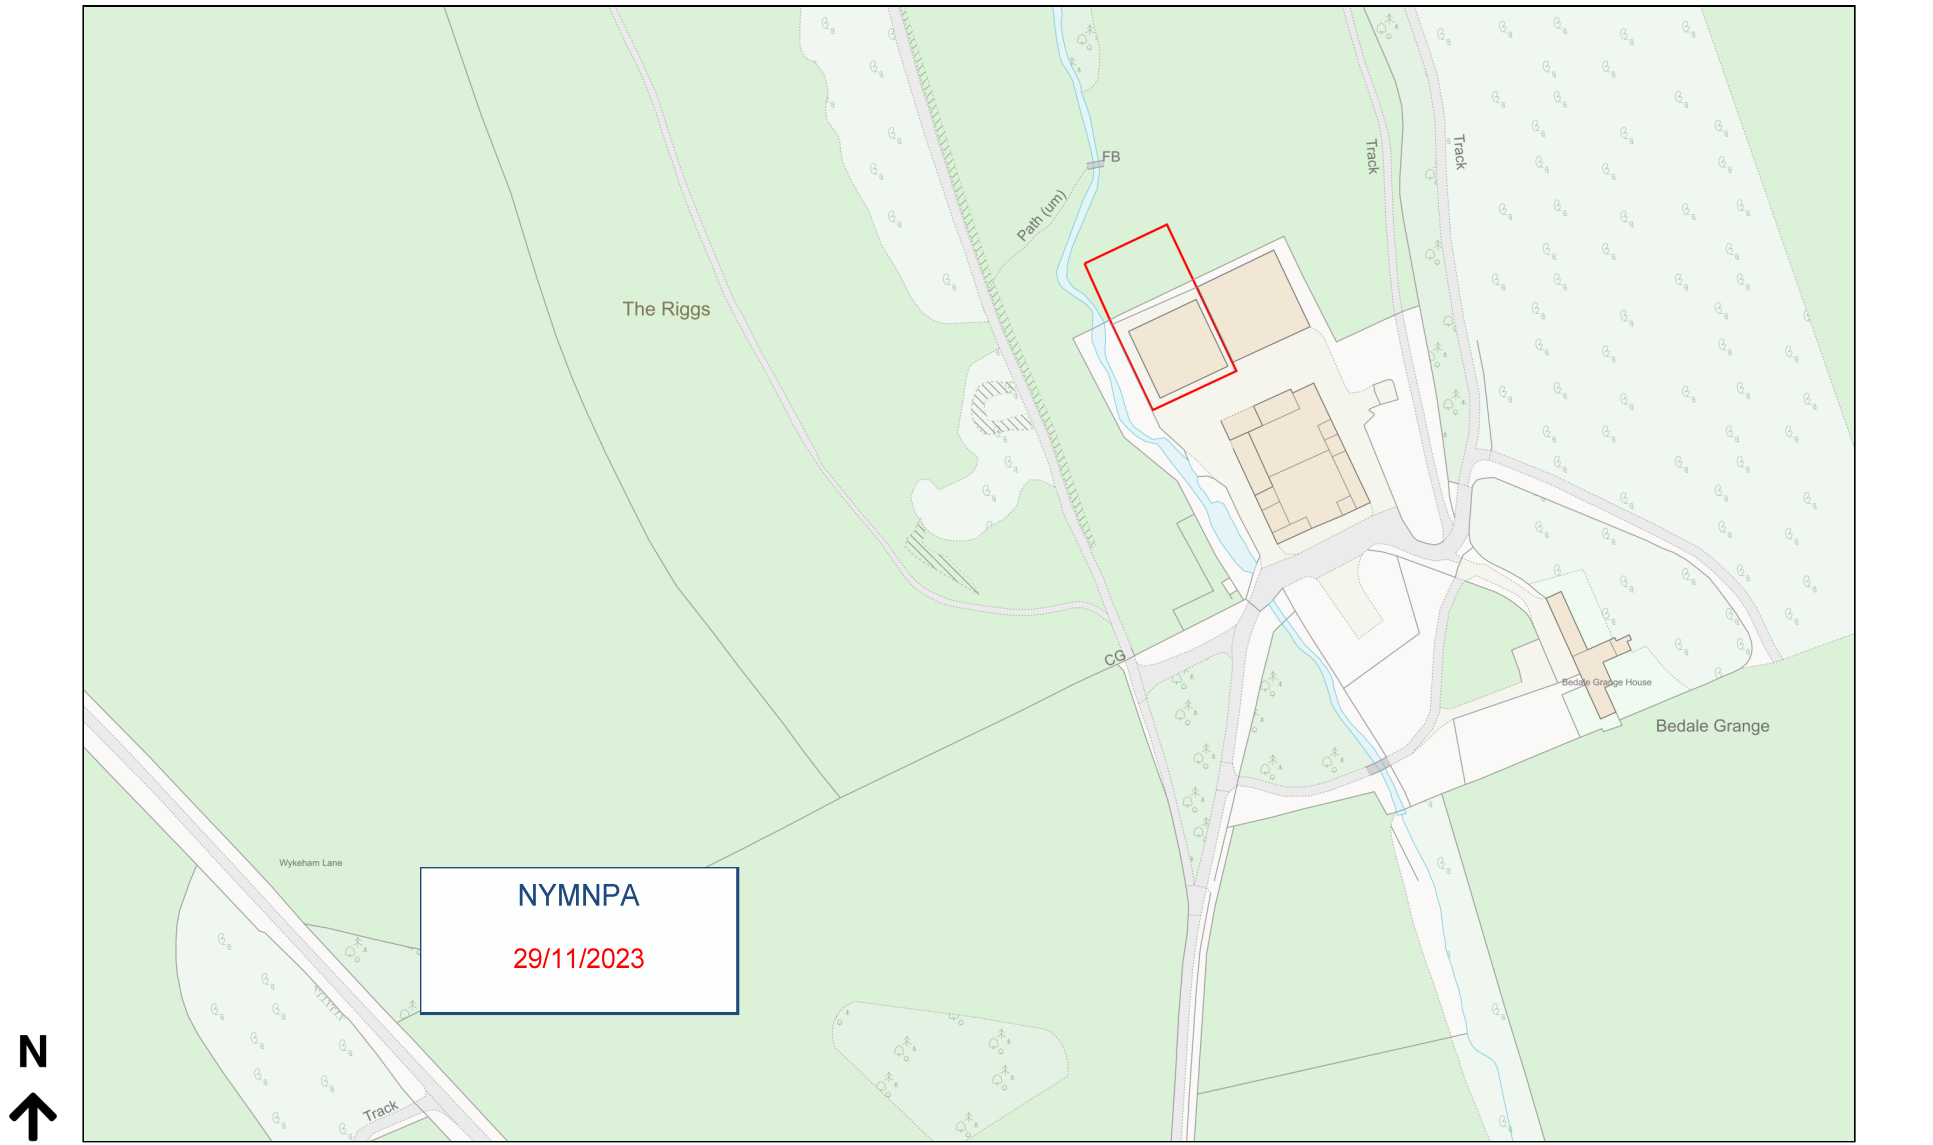 FB
Track
Track
Path (um)
The Riggs
CG
Bedale Grange House
Bedale Grange
Wykeham Lane
NYMNPA
29/11/2023
N
Track